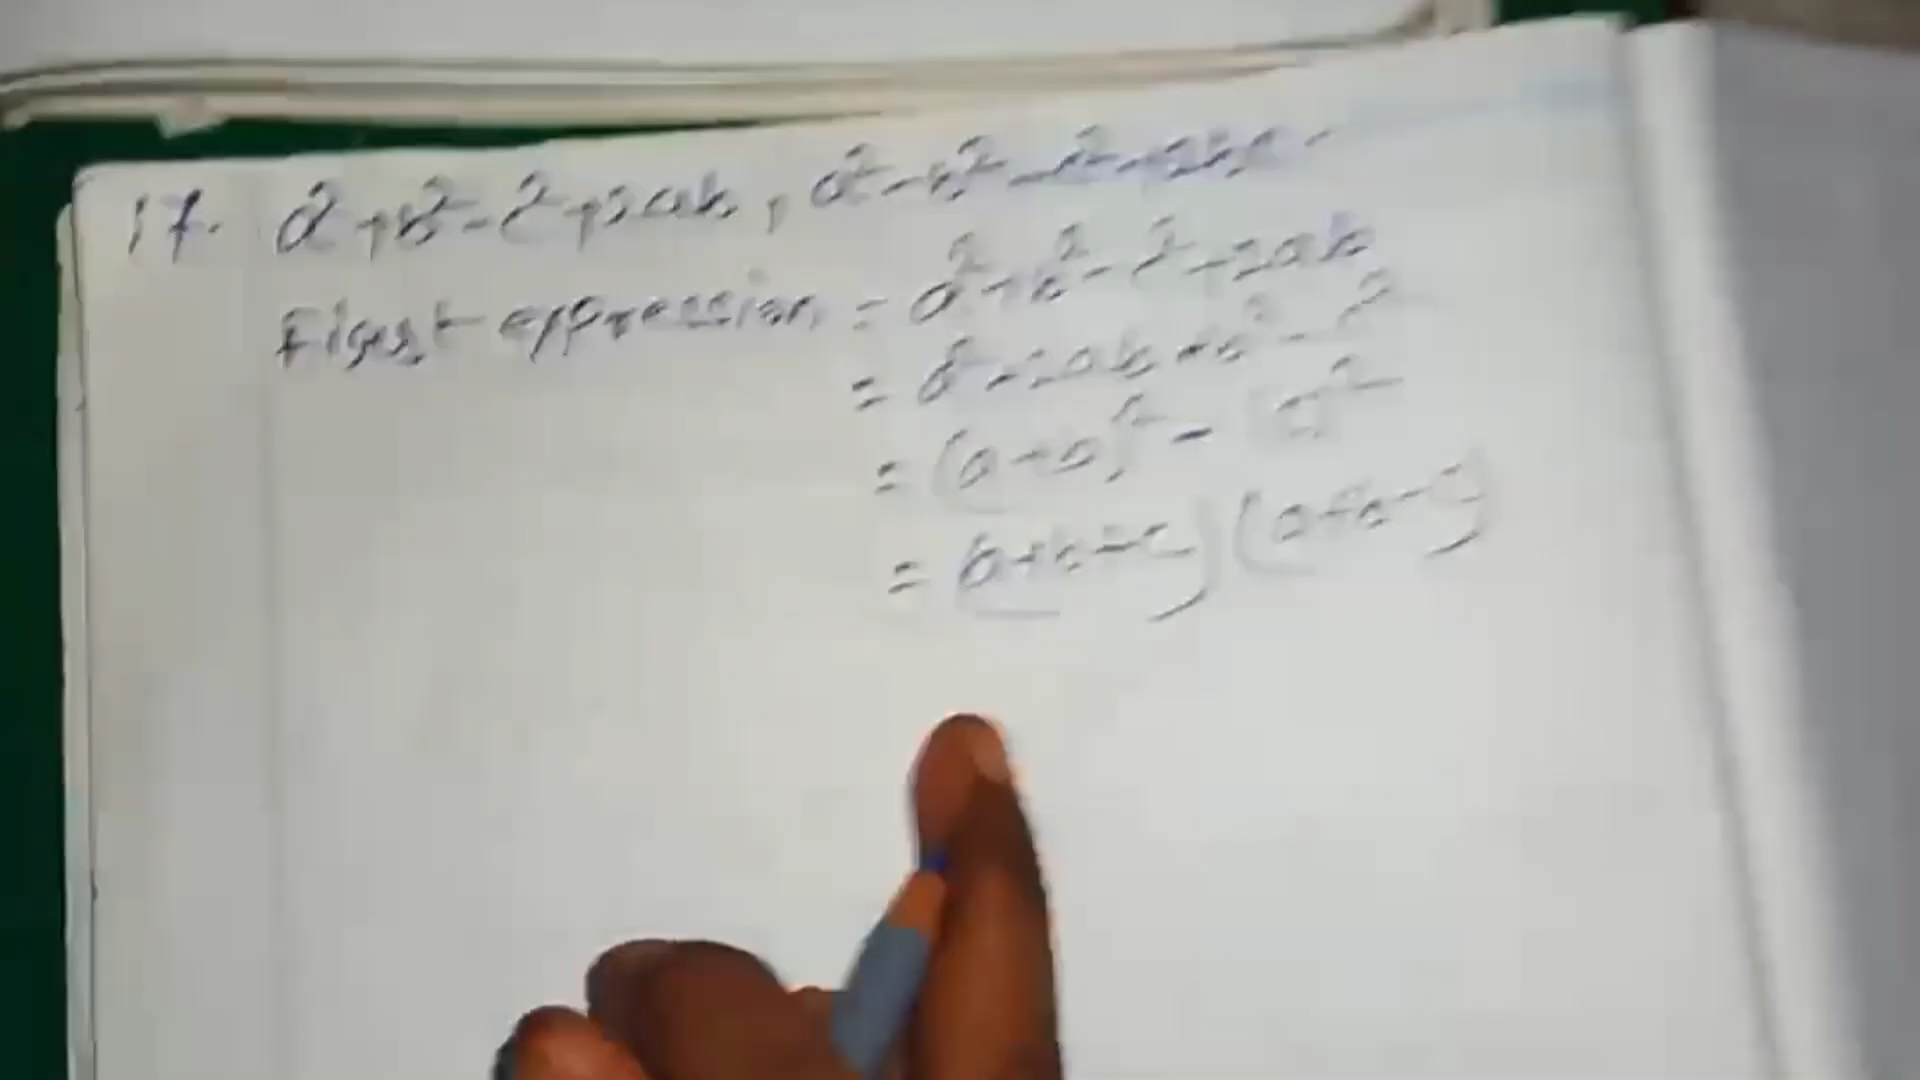 17. a² + b² - c² + 2ab, a² - b² - c² - 2bc.
First expression = a² + b² - c² + 2ab
= a² + 2ab + b² - c²
= (a+b)² - (c)²
= (a+b+c) (a+b-c)